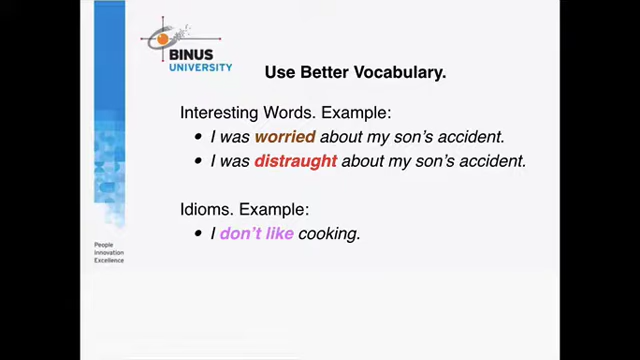 BINUS
UNIVERSITY
Use Better Vocabulary.
Interesting Words. Example:
• I was worried about my son's accident.
• I was distraught about my son's accident.
Idioms. Example:
• I don't like cooking.
People
Innovation
Excellence